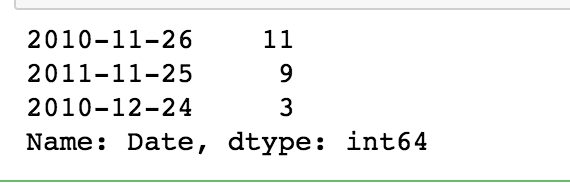 2010-11-26    11
2011-11-25     9
2010-12-24     3
Name: Date, dtype: int64